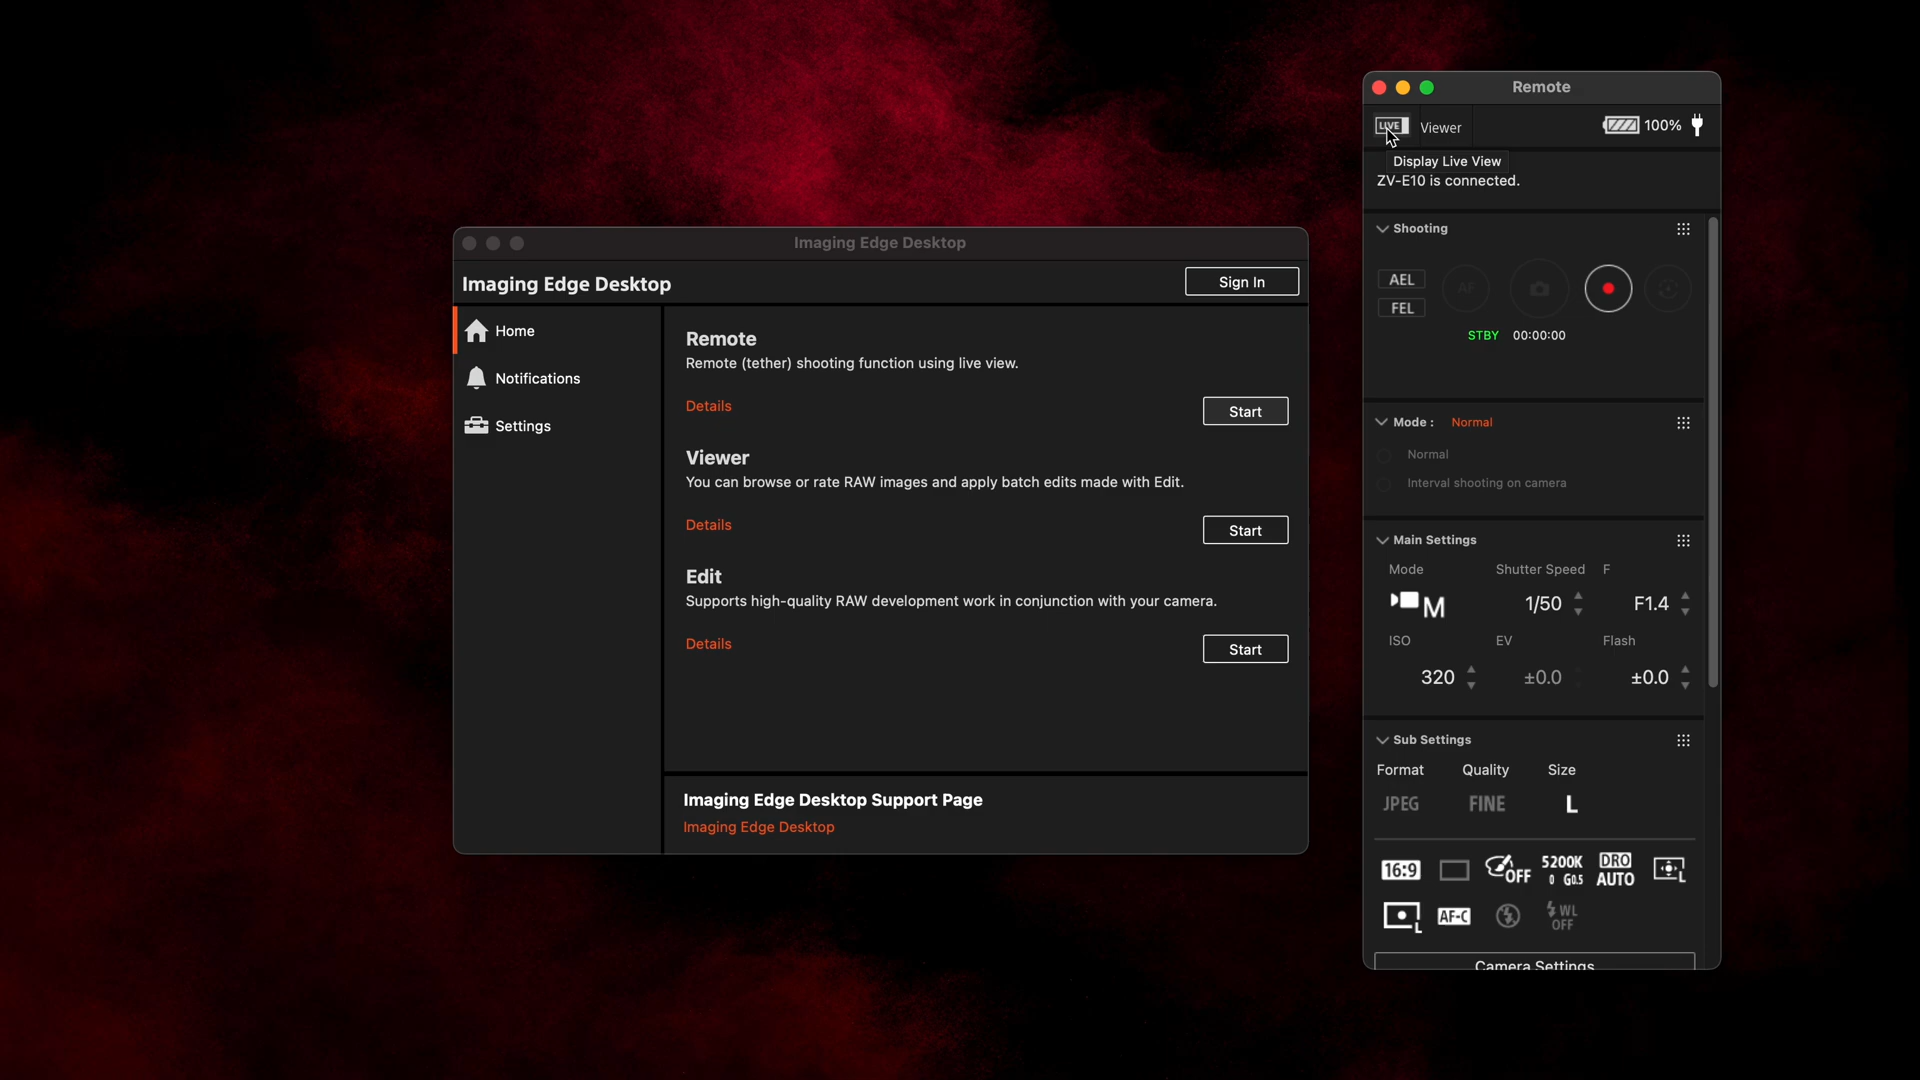 Imaging Edge Desktop
Imaging Edge Desktop
Sign In
Home
Notifications
Settings
Remote
Remote (tether) shooting function using live view.
Details
Start
Viewer
You can browse or rate RAW images and apply batch edits made with Edit.
Details
Start
Edit
Supports high-quality RAW development work in conjunction with your camera.
Details
Start
Imaging Edge Desktop Support Page
Imaging Edge Desktop
Remote
LIVE Viewer 100%
Display Live View
ZV-E10 is connected.
Shooting
AEL AF
FEL
STBY 00:00:00
Mode : Normal
Normal
Interval shooting on camera
Main Settings
Mode Shutter Speed F
M 1/50 F1.4
ISO EV Flash
320 ±0.0 ±0.0
Sub Settings
Format Quality Size
JPEG FINE L
16:9 OFF 5200K 0 G0.5 DRO AUTO L
L AF-C WL OFF
Camera Settings